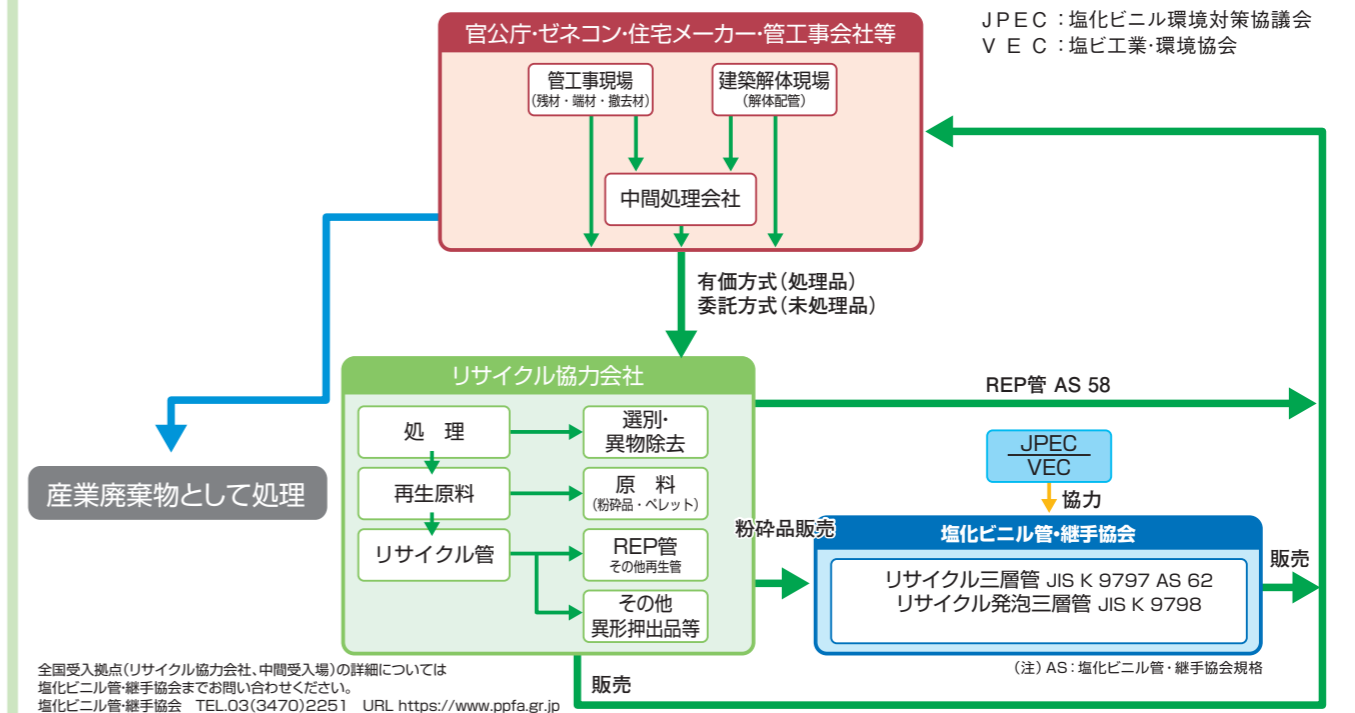 JPEC：塩化ビニル環境対策協議会
VEC：塩ビ工業・環境協会
官公庁・ゼネコン・住宅メーカー・管工事会社等
管工事現場
（残材・端材・撤去材）
建築解体現場
（解体配管）
中間処理会社
有価方式（処理品）
委託方式（未処理品）
産業廃棄物として処理
リサイクル協力会社
処 理
選別・
異物除去
再生原料
原 料
（粉砕品・ペレット）
リサイクル管
REP管
その他再生管
その他
異形押出品等
REP管 AS 58
JPEC
VEC
協力
粉砕品販売
塩化ビニル管・継手協会
リサイクル三層管 JIS K 9797 AS 62
リサイクル発泡三層管 JIS K 9798
販売
（注）AS：塩化ビニル管・継手協会規格
販売
全国受入拠点（リサイクル協力会社、中間受入場）の詳細については
塩化ビニル管・継手協会までお問い合わせください。
塩化ビニル管・継手協会 TEL.03（3470）2251 URL https://www.ppfa.gr.jp